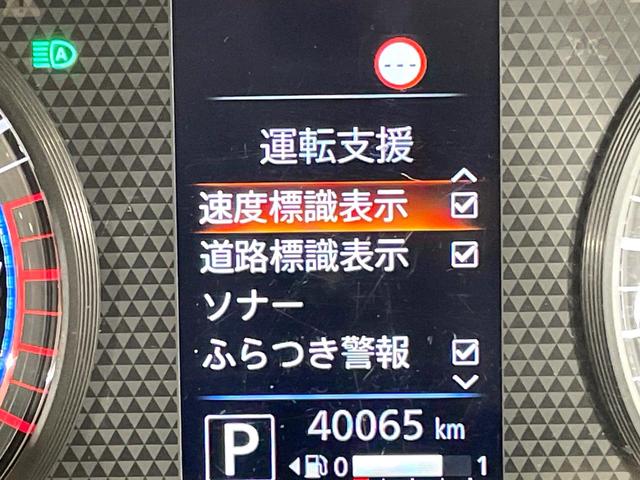 A
---
運転支援
速度標識表示
道路標識表示
ソナー
ふらつき警報
P 40065 km
0 1